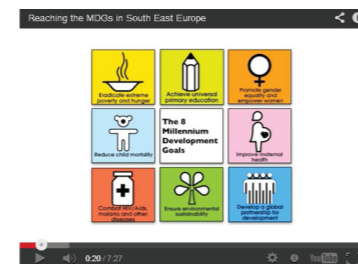 Reaching the MDGs in South East Europe
Eradicate extreme
poverty and hunger
Achieve universal
primary education
Promote gender
equality and
empower women
Reduce child mortality
The 8
Millennium
Development
Goals
Improve maternal
health
Combat HIV/Aids,
malaria and other
diseases
Ensure environmental
sustainability
Develop a global
partnership for
development
0:20 / 7:27
YouTube